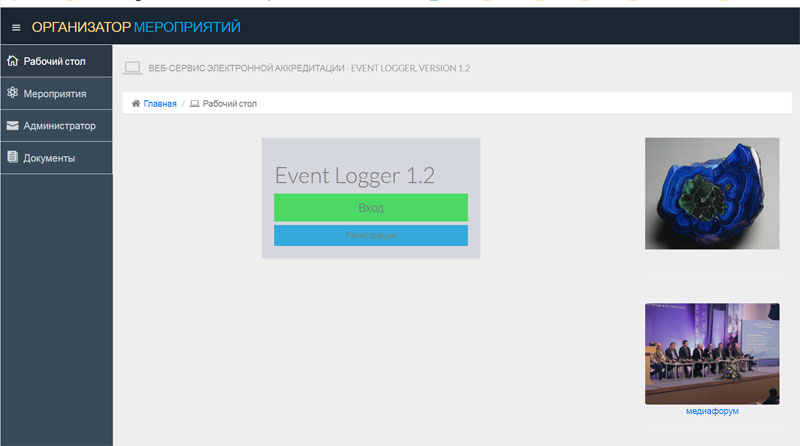 ОРГАНИЗАТОР МЕРОПРИЯТИЙ
Рабочий стол
Мероприятия
Администратор
Документы
ВЕБ-СЕРВИС ЭЛЕКТРОННОЙ АККРЕДИТАЦИИ - EVENT LOGGER, VERSION 1.2
Главная / Рабочий стол
Event Logger 1.2
Вход
Регистрация
медиафорум